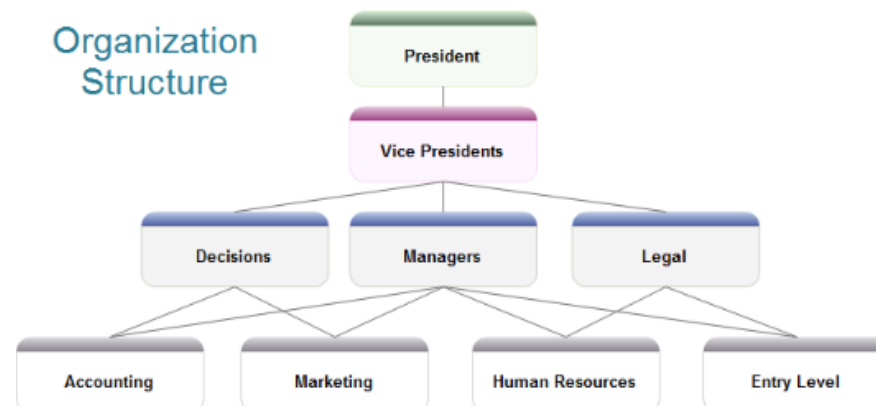 Organization
Structure
President
Vice Presidents
Decisions
Managers
Legal
Accounting
Marketing
Human Resources
Entry Level